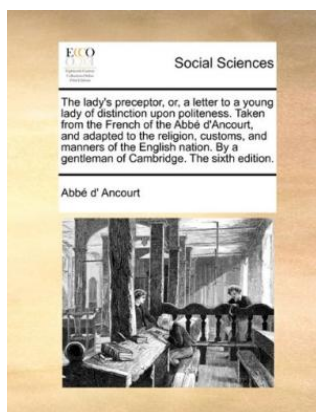 ECCO
Social Sciences
The lady's preceptor, or, a letter to a young
lady of distinction upon politeness. Taken
from the French of the Abbé d'Ancourt,
and adapted to the religion, customs, and
manners of the English nation. By a
gentleman of Cambridge. The sixth edition.
Abbé d' Ancourt